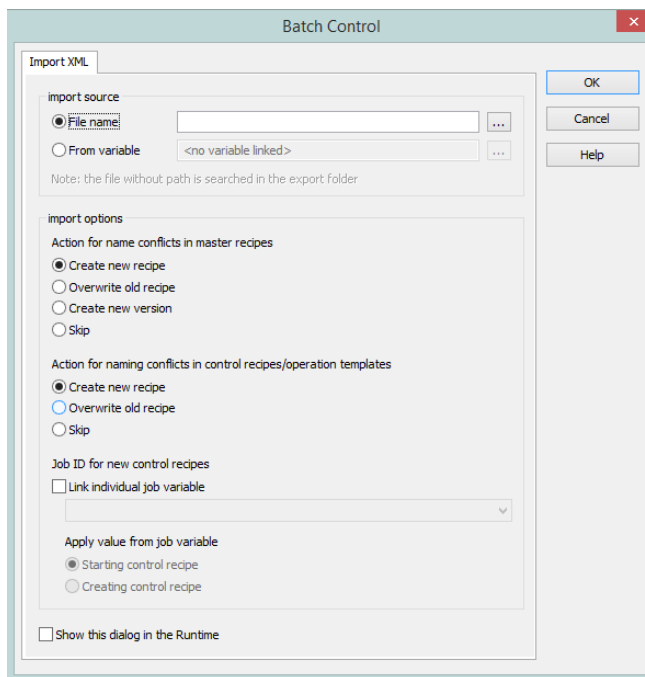 Batch Control
Import XML
import source
File name
...
From variable
<no variable linked>
...
Note: the file without path is searched in the export folder
import options
Action for name conflicts in master recipes
Create new recipe
Overwrite old recipe
Create new version
Skip
Action for naming conflicts in control recipes/operation templates
Create new recipe
Overwrite old recipe
Skip
Job ID for new control recipes
Link individual job variable
Apply value from job variable
Starting control recipe
Creating control recipe
Show this dialog in the Runtime
OK
Cancel
Help